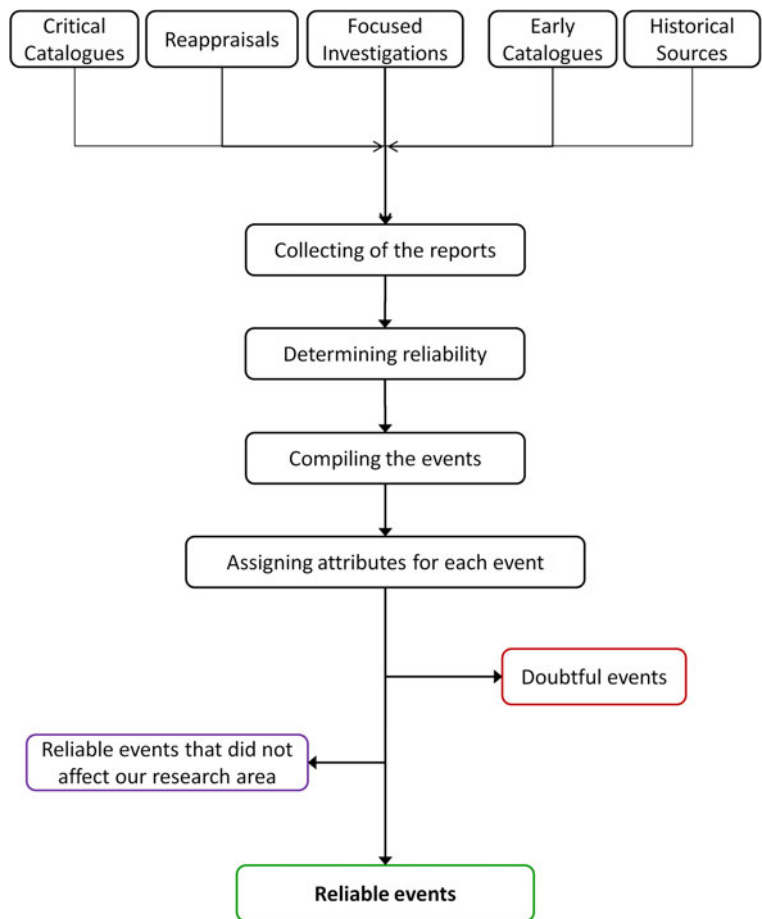 Critical
Catalogues
Reappraisals
Focused
Investigations
Early
Catalogues
Historical
Sources
Collecting of the reports
Determining reliability
Compiling the events
Assigning attributes for each event
Doubtful events
Reliable events that did not
affect our research area
Reliable events